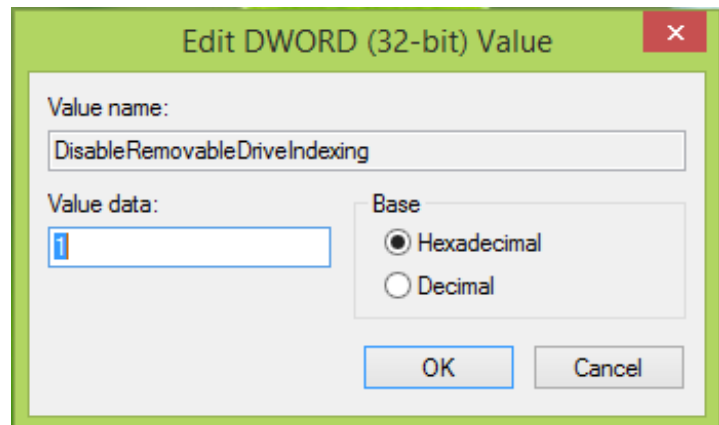 Edit DWORD (32-bit) Value
Value name:
DisableRemovableDriveIndexing
Value data:
1
Base
Hexadecimal
Decimal
OK
Cancel